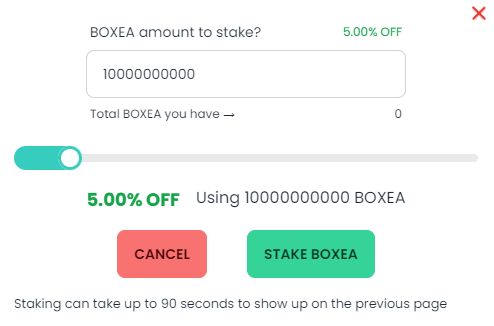 BOXEA amount to stake? 5.00% OFF
10000000000
Total BOXEA you have → 0
5.00% OFF Using 10000000000 BOXEA
CANCEL STAKE BOXEA
Staking can take up to 90 seconds to show up on the previous page